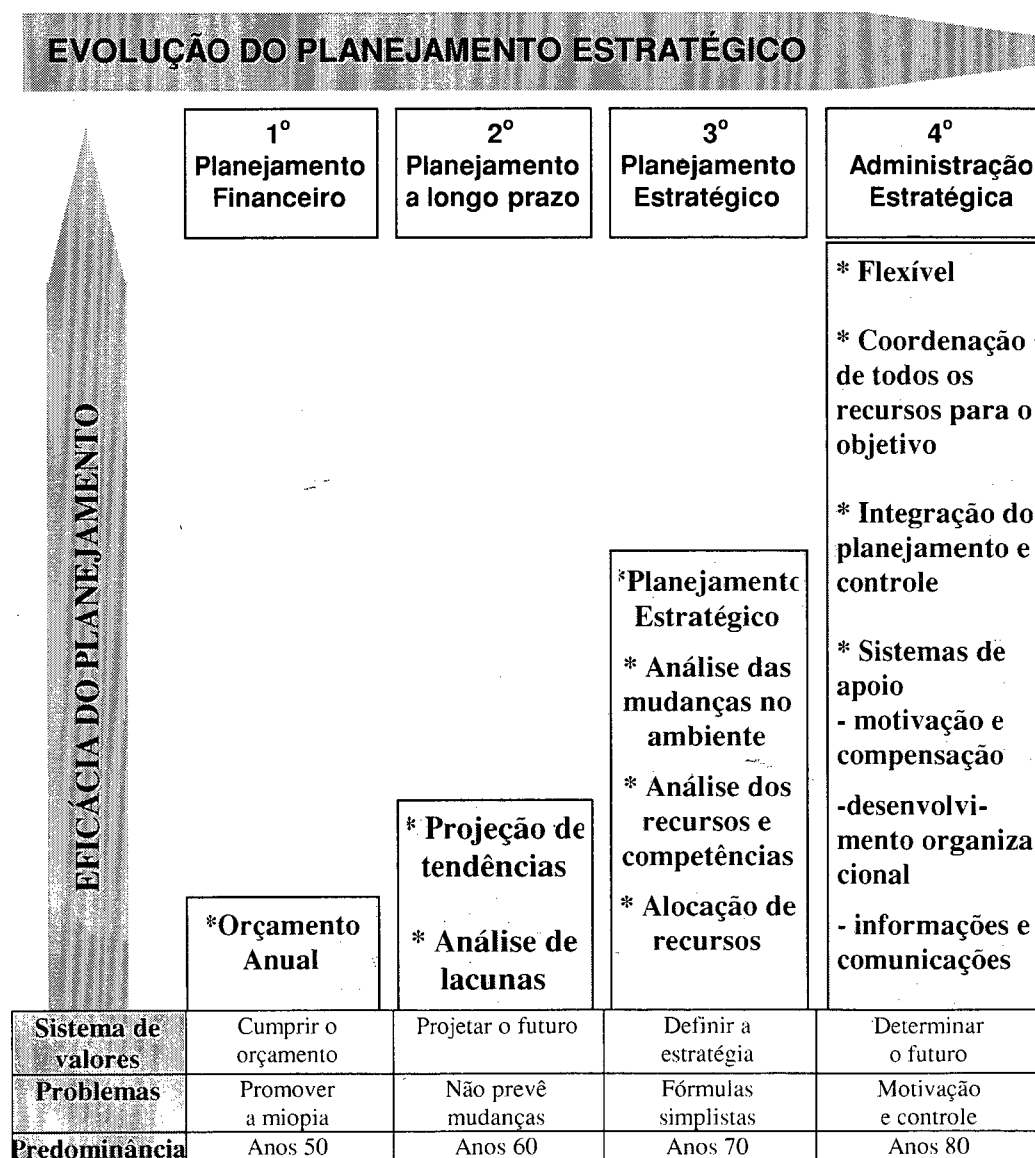 EVOLUÇÃO DO PLANEJAMENTO ESTRATÉGICO
1º
Planejamento
Financeiro
2º
Planejamento
a longo prazo
3º
Planejamento
Estratégico
4º
Administração
Estratégica
EFICÁCIA DO PLANEJAMENTO
*Orçamento
Anual
* Projeção de
tendências
* Análise de
lacunas
*Planejamento
Estratégico
* Análise das
mudanças no
ambiente
* Análise dos
recursos e
competências
* Alocação de
recursos
* Flexível
* Coordenação
de todos os
recursos para o
objetivo
* Integração do
planejamento e
controle
* Sistemas de
apoio
- motivação e
compensação
-desenvolvi-
mento organiza
cional
- informações e
comunicações
Sistema de
valores
Cumprir o
orçamento
Projetar o futuro
Definir a
estratégia
Determinar
o futuro
Problemas
Promover
a miopia
Não prevê
mudanças
Fórmulas
simplistas
Motivação
e controle
Predominância
Anos 50
Anos 60
Anos 70
Anos 80